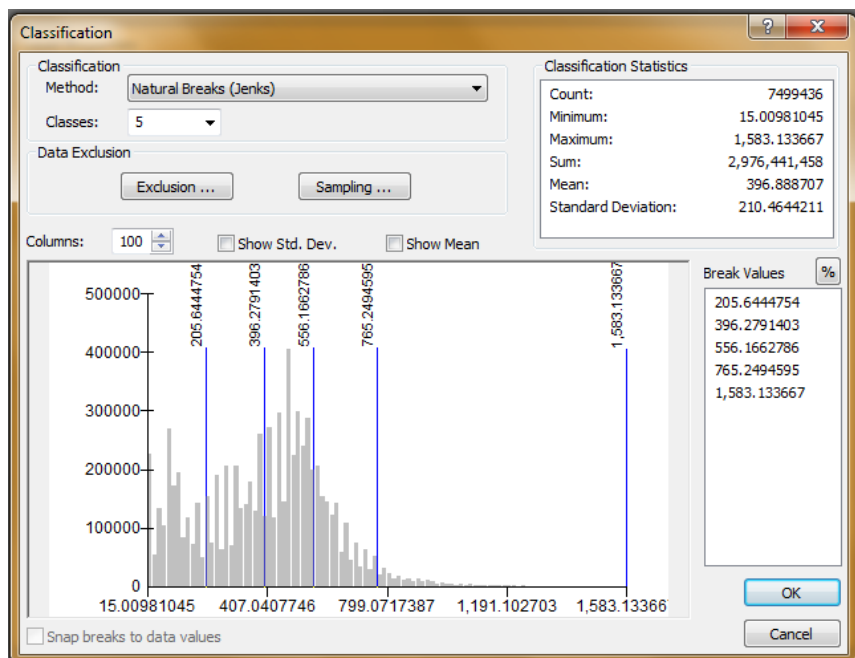 Classification
Classification
Method: Natural Breaks (Jenks)
Classes: 5
Data Exclusion
Exclusion ... Sampling ...
Classification Statistics
Count: 7499436
Minimum: 15.00981045
Maximum: 1,583.133667
Sum: 2,976,441,458
Mean: 396.888707
Standard Deviation: 210.4644211
Columns: 100 Show Std. Dev. Show Mean
205.6444754
396.2791403
556.1662786
765.2494595
1,583.133667
500000
400000
300000
200000
100000
0
15.00981045 407.0407746 799.0717387 1,191.102703 1,583.13366
Break Values %
205.6444754
396.2791403
556.1662786
765.2494595
1,583.133667
Snap breaks to data values
OK
Cancel